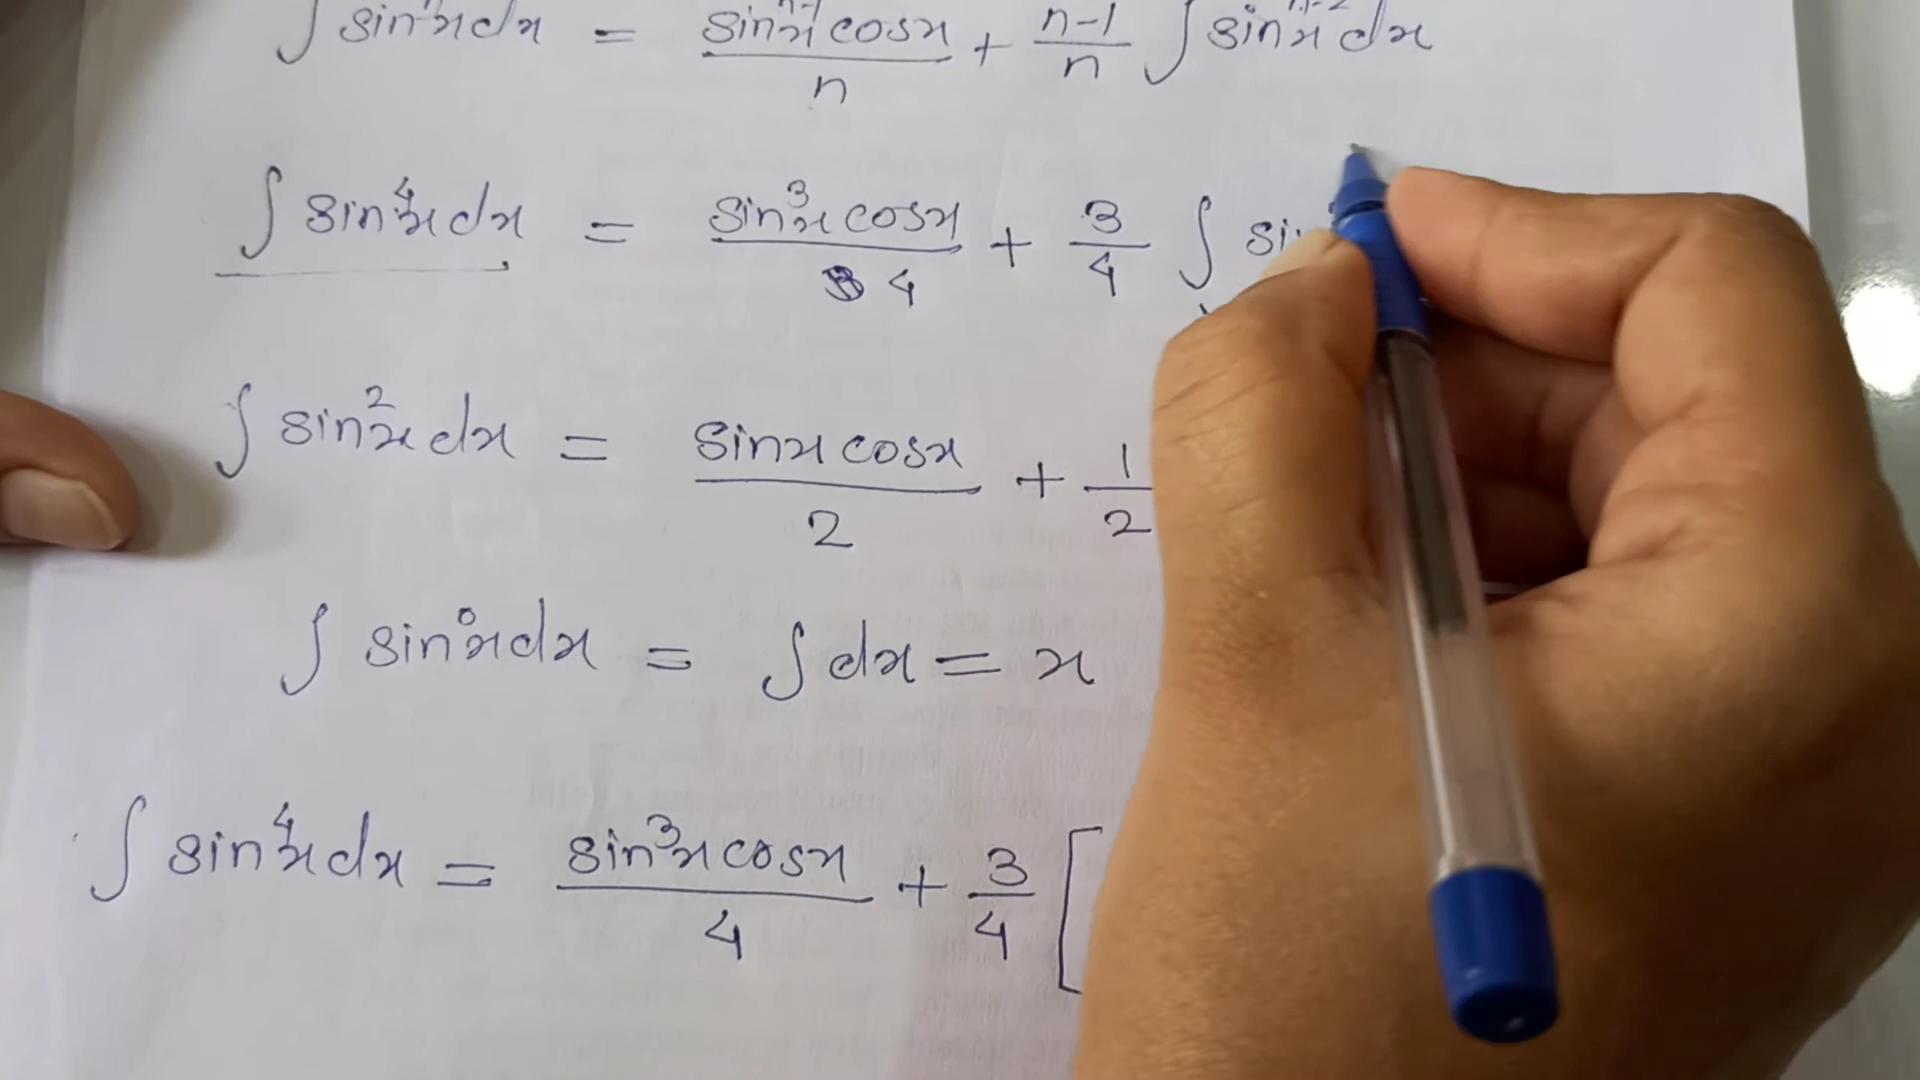 ∫ sinⁿx dx = sinⁿ⁻¹x cosx / n + n-1 / n ∫ sinⁿ⁻²x dx
∫ sin⁴x dx = sin³x cosx / 4 + 3/4 ∫
∫ sin²x dx = sinx cosx / 2 + 1/2
∫ sin⁰x dx = ∫ dx = x
∫ sin⁴x dx = sin³x cosx / 4 + 3/4 [